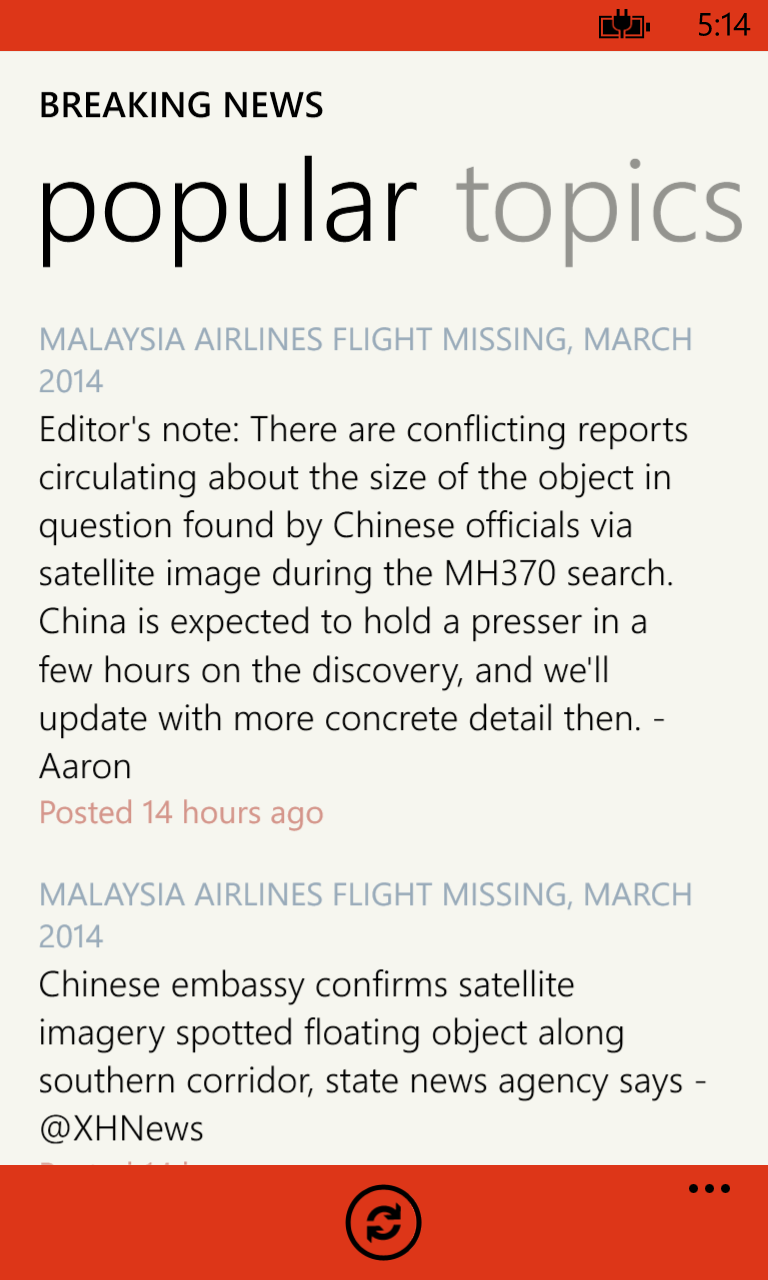 5:14
BREAKING NEWS
popular topics
MALAYSIA AIRLINES FLIGHT MISSING, MARCH
2014
Editor's note: There are conflicting reports
circulating about the size of the object in
question found by Chinese officials via
satellite image during the MH370 search.
China is expected to hold a presser in a
few hours on the discovery, and we'll
update with more concrete detail then. -
Aaron
Posted 14 hours ago
MALAYSIA AIRLINES FLIGHT MISSING, MARCH
2014
Chinese embassy confirms satellite
imagery spotted floating object along
southern corridor, state news agency says -
@XHNews